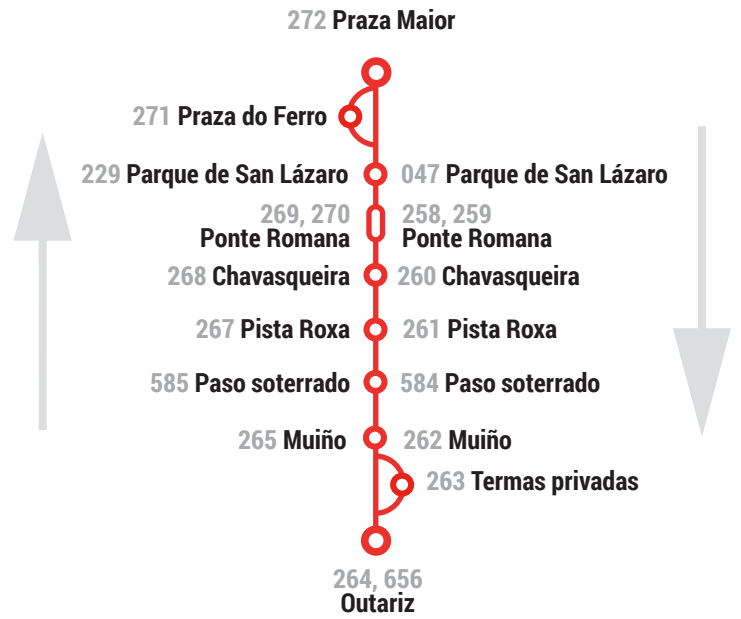 272 Praza Maior
271 Praza do Ferro
229 Parque de San Lázaro
047 Parque de San Lázaro
269, 270
Ponte Romana
258, 259
Ponte Romana
268 Chavasqueira
260 Chavasqueira
267 Pista Roxa
261 Pista Roxa
585 Paso soterrado
584 Paso soterrado
265 Muiño
262 Muiño
263 Termas privadas
264, 656
Outariz